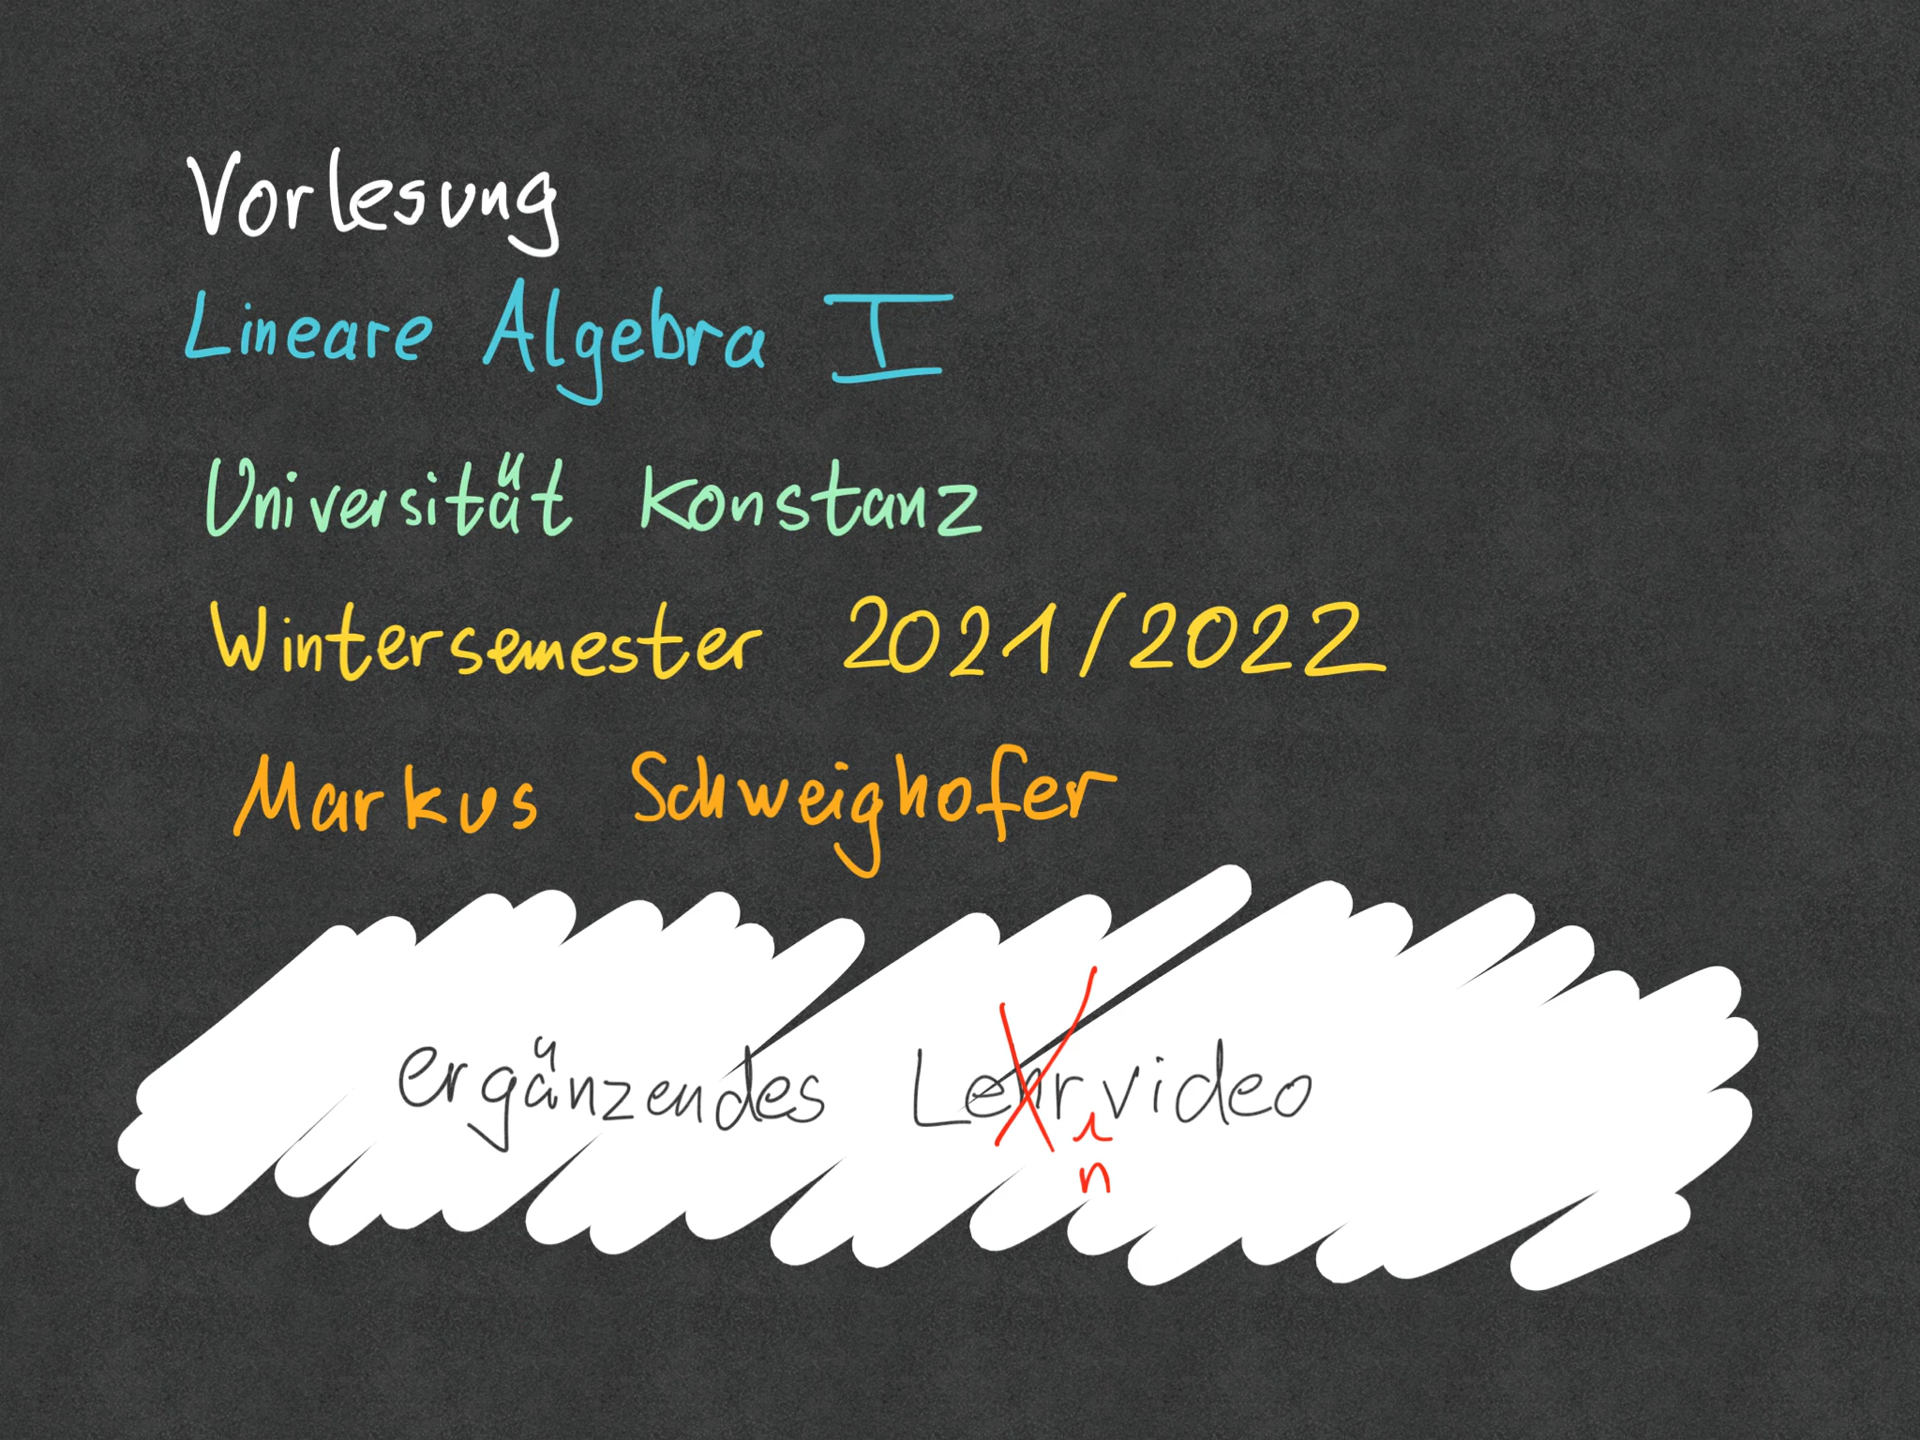 Vorlesung
Lineare Algebra I
Universität Konstanz
Wintersemester 2021/2022
Markus Schweighofer
ergänzendes Lehrvideo
i
n